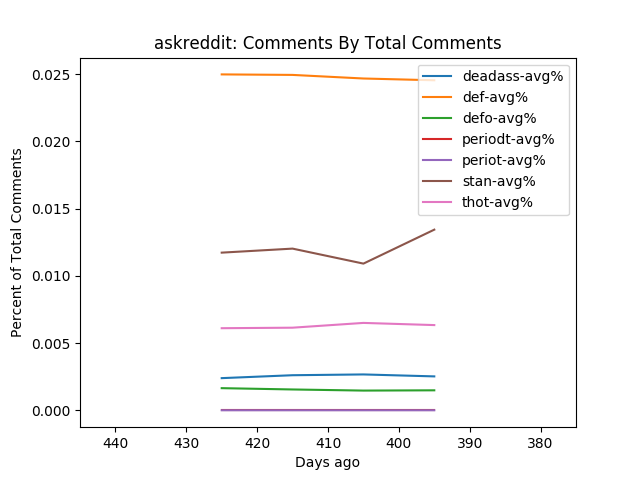 askreddit: Comments By Total Comments
Percent of Total Comments
0.025
0.020
0.015
0.010
0.005
0.000
deadass-avg%
def-avg%
defo-avg%
periodt-avg%
periot-avg%
stan-avg%
thot-avg%
440 430 420 410 400 390 380
Days ago